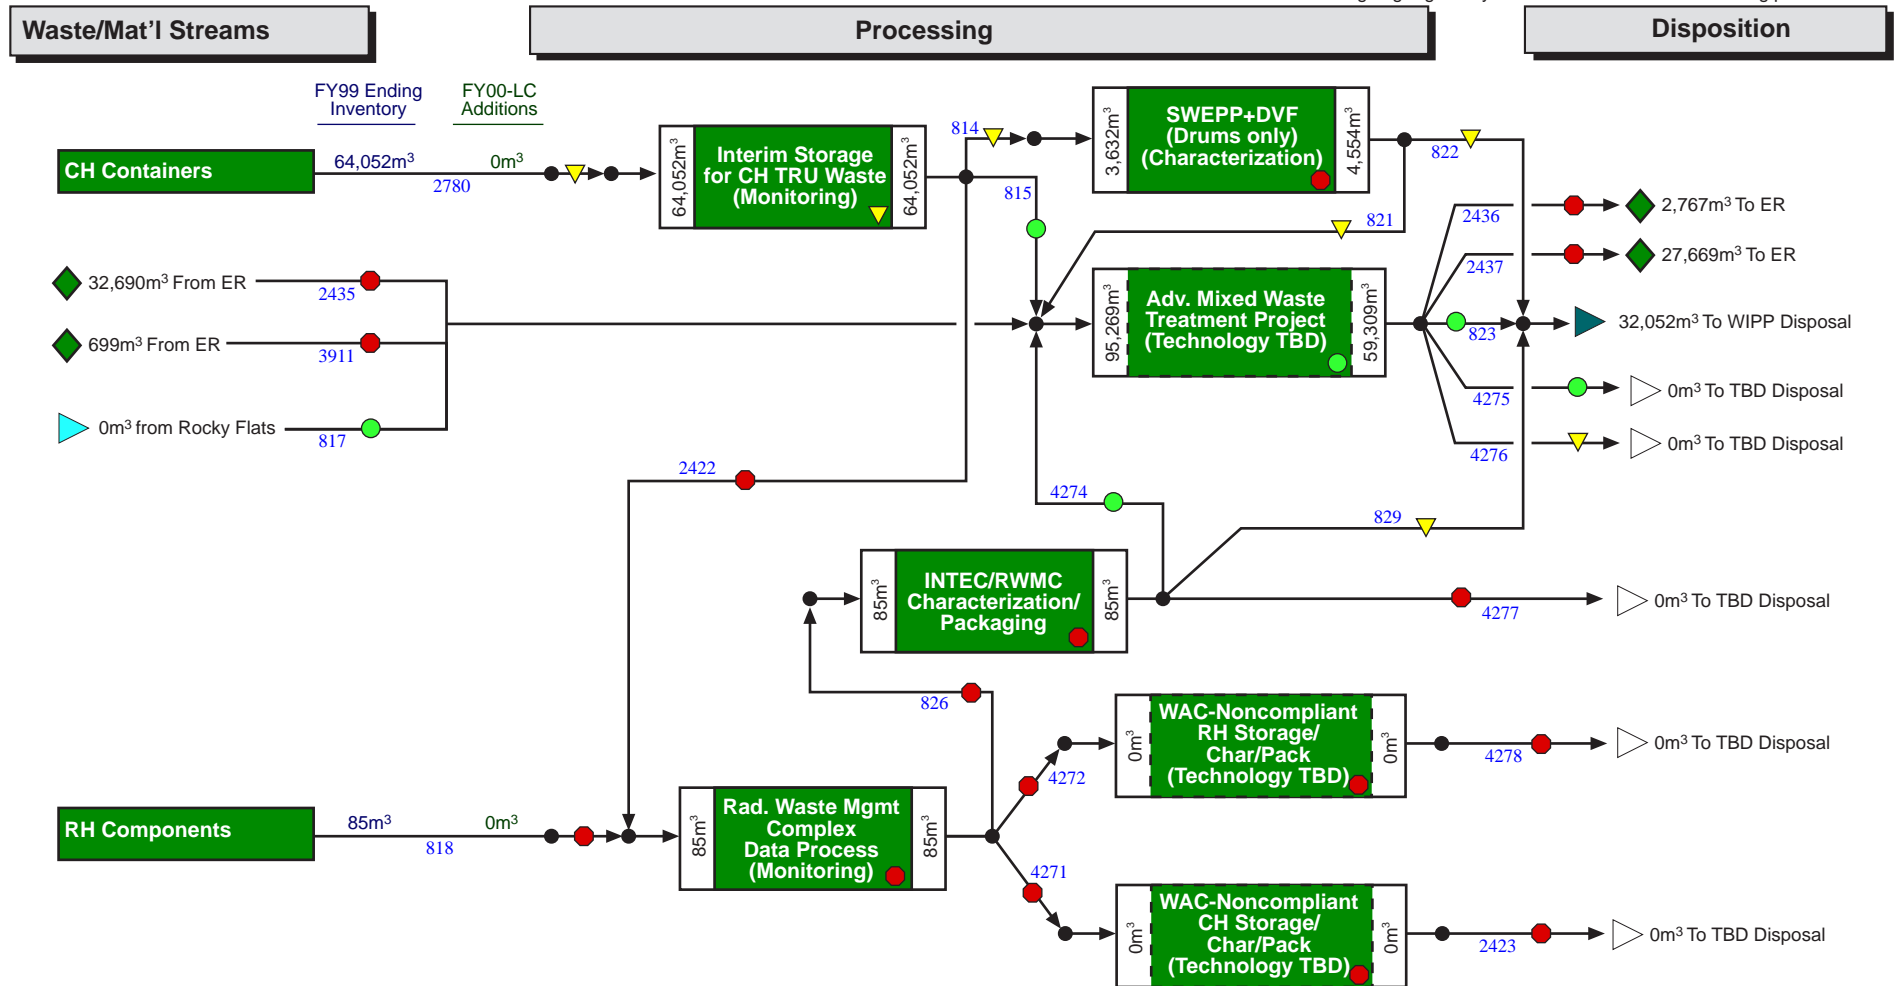 Waste/Mat'l Streams
Processing
Disposition
FY99 Ending
Inventory
FY00-LC
Additions
CH Containers
64,052m³
0m³
2780
64,052m³
Interim Storage
for CH TRU Waste
(Monitoring)
64,052m³
814
815
3,632m³
SWEPP+DVF
(Drums only)
(Characterization)
4,554m³
822
821
32,690m³ From ER
2435
699m³ From ER
3911
0m³ from Rocky Flats
817
95,269m³
Adv. Mixed Waste
Treatment Project
(Technology TBD)
59,309m³
2436
2,767m³ To ER
2437
27,669m³ To ER
823
32,052m³ To WIPP Disposal
4275
0m³ To TBD Disposal
4276
0m³ To TBD Disposal
2422
4274
829
85m³
INTEC/RWMC
Characterization/
Packaging
85m³
4277
0m³ To TBD Disposal
826
RH Components
85m³
0m³
818
85m³
Rad. Waste Mgmt
Complex
Data Process
(Monitoring)
85m³
4272
4271
0m³
WAC-Noncompliant
RH Storage/
Char/Pack
(Technology TBD)
0m³
4278
0m³ To TBD Disposal
0m³
WAC-Noncompliant
CH Storage/
Char/Pack
(Technology TBD)
0m³
2423
0m³ To TBD Disposal